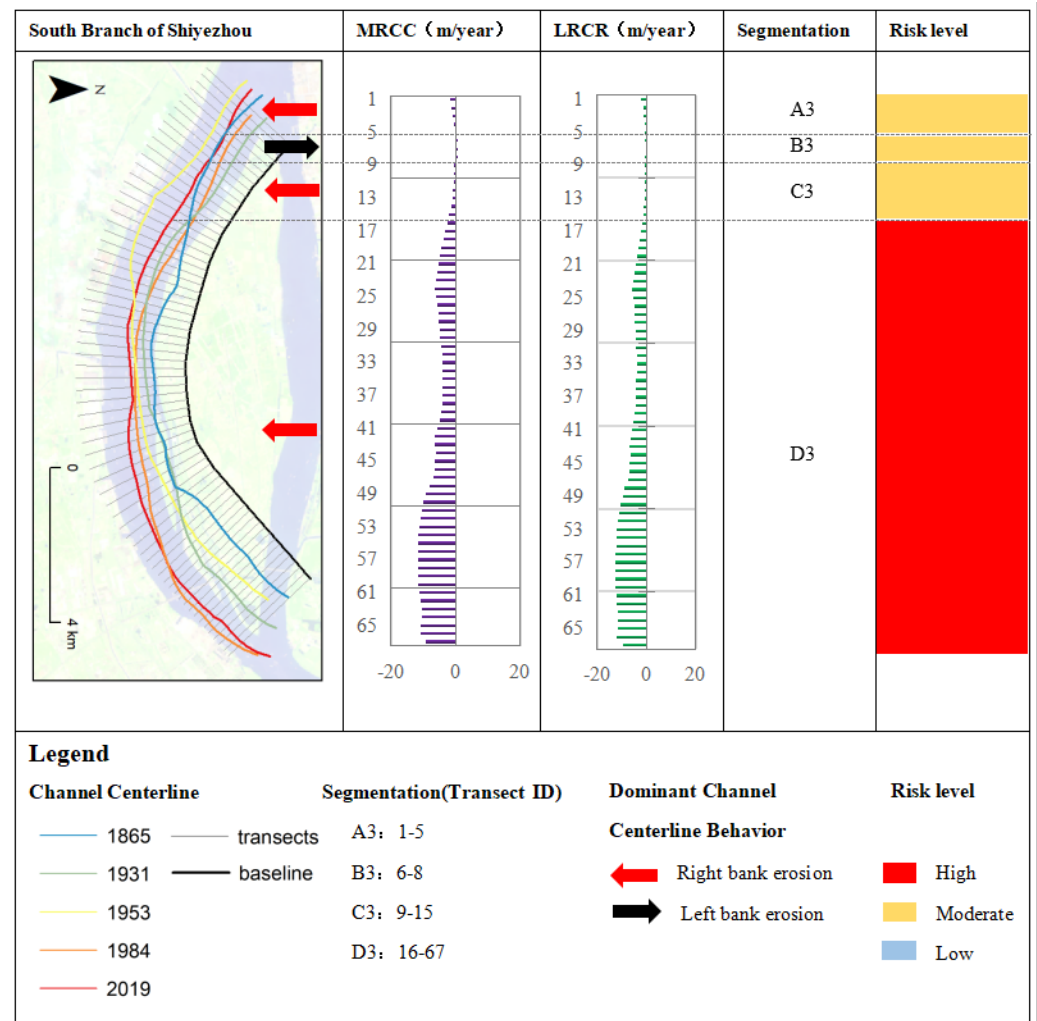 South Branch of Shiyezhou MRCC（m/year） LRCR（m/year） Segmentation Risk level
N
0
4 km
1
5
9
13
17
21
25
29
33
37
41
45
49
53
57
61
65
-20 0 20
1
5
9
13
17
21
25
29
33
37
41
45
49
53
57
61
65
-20 0 20
A3
B3
C3
D3
Legend
Channel Centerline Segmentation(Transect ID) Dominant Channel Risk level
Centerline Behavior
1865 transects
1931 baseline
1953
1984
2019
A3：1-5
B3：6-8
C3：9-15
D3：16-67
Right bank erosion
Left bank erosion
High
Moderate
Low